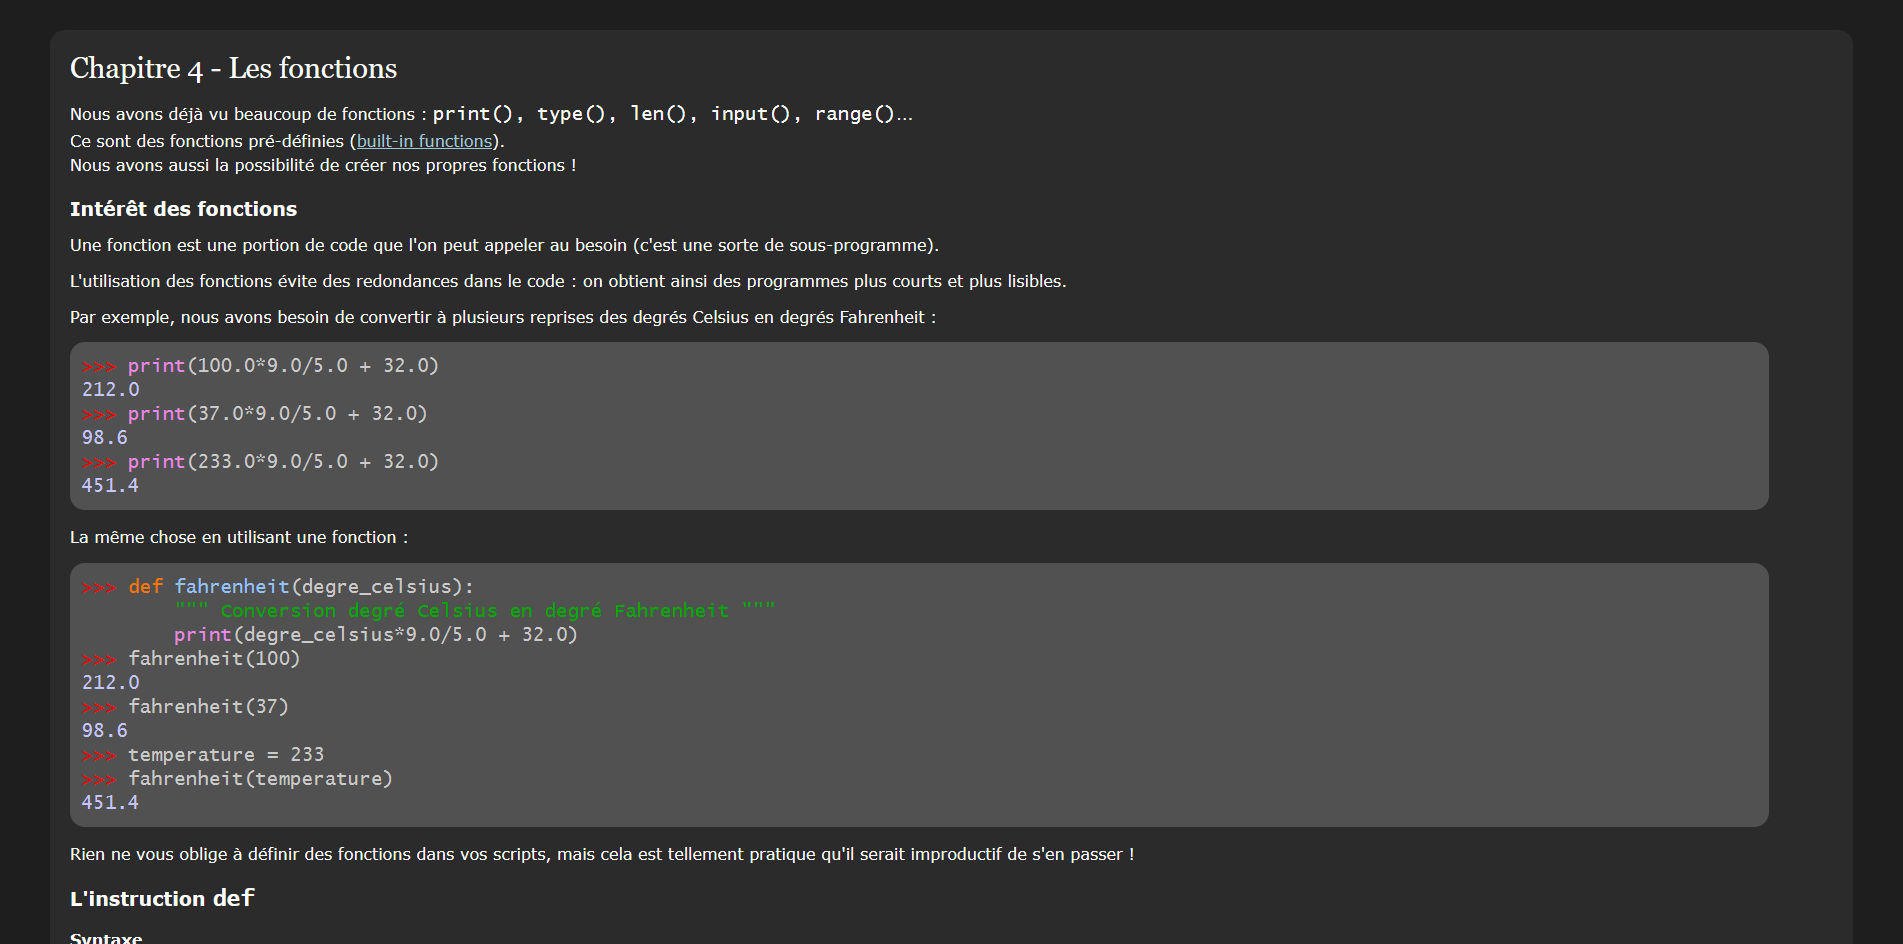 Chapitre 4 - Les fonctions
Nous avons déjà vu beaucoup de fonctions : print(), type(), len(), input(), range()...
Ce sont des fonctions pré-définies (built-in functions).
Nous avons aussi la possibilité de créer nos propres fonctions !
Intérêt des fonctions
Une fonction est une portion de code que l'on peut appeler au besoin (c'est une sorte de sous-programme).
L'utilisation des fonctions évite des redondances dans le code : on obtient ainsi des programmes plus courts et plus lisibles.
Par exemple, nous avons besoin de convertir à plusieurs reprises des degrés Celsius en degrés Fahrenheit :
>>> print(100.0*9.0/5.0 + 32.0)
212.0
>>> print(37.0*9.0/5.0 + 32.0)
98.6
>>> print(233.0*9.0/5.0 + 32.0)
451.4
La même chose en utilisant une fonction :
>>> def fahrenheit(degre_celsius):
        """ Conversion degré Celsius en degré Fahrenheit """
        print(degre_celsius*9.0/5.0 + 32.0)
>>> fahrenheit(100)
212.0
>>> fahrenheit(37)
98.6
>>> temperature = 233
>>> fahrenheit(temperature)
451.4
Rien ne vous oblige à définir des fonctions dans vos scripts, mais cela est tellement pratique qu'il serait improductif de s'en passer !
L'instruction def
Syntaxe